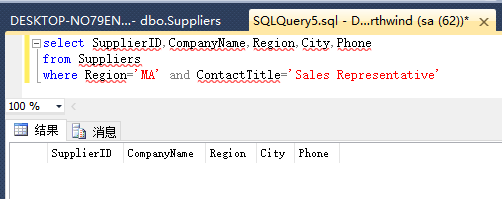 DESKTOP-NO79EN...- dbo.Suppliers
SQLQuery5.sql - D...rthwind (sa (62))*
select SupplierID,CompanyName,Region,City,Phone
from Suppliers
where Region='MA' and ContactTitle='Sales Representative'
100 %
结果
消息
SupplierID CompanyName Region City Phone